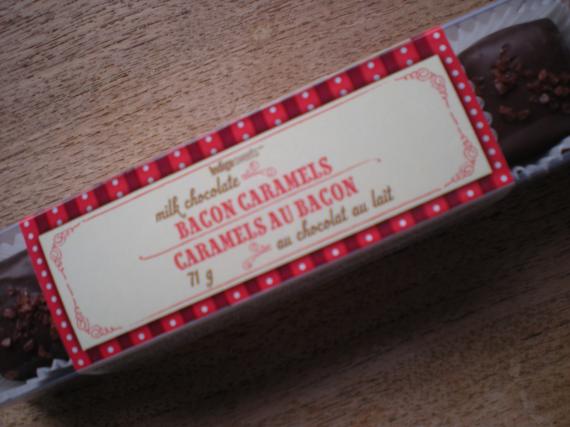 milk chocolate
BACON CARAMELS
CARAMELS AU BACON
au chocolat au lait
71 g